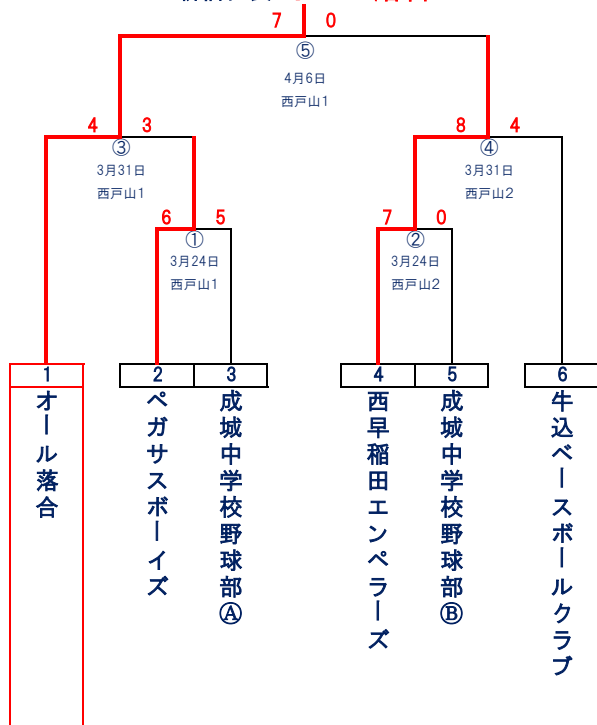 7 0
⑤
4月6日
西戸山1
4 3
8 4
③
④
3月31日
3月31日
西戸山1
西戸山2
6 5
7 0
①
②
3月24日
3月24日
西戸山1
西戸山2
1
2
3
4
5
6
オール落合
ペガサスボーイズ
成城中学校野球部Ⓐ
西早稲田エンペラーズ
成城中学校野球部Ⓑ
牛込ベースボールクラブ